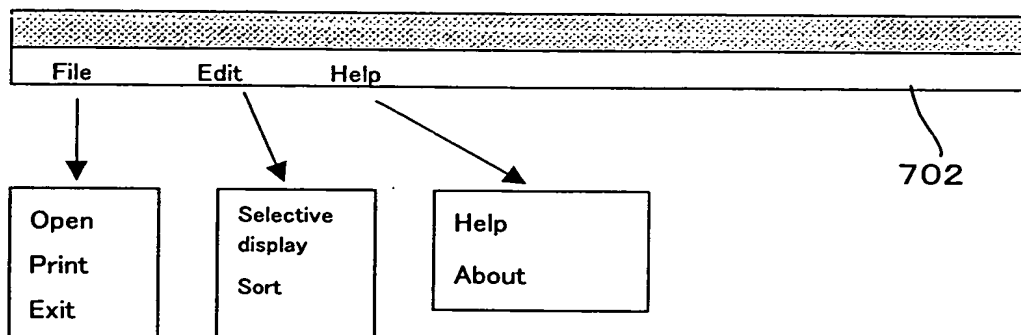 File Edit Help
702
Open
Print
Exit
Selective
display
Sort
Help
About